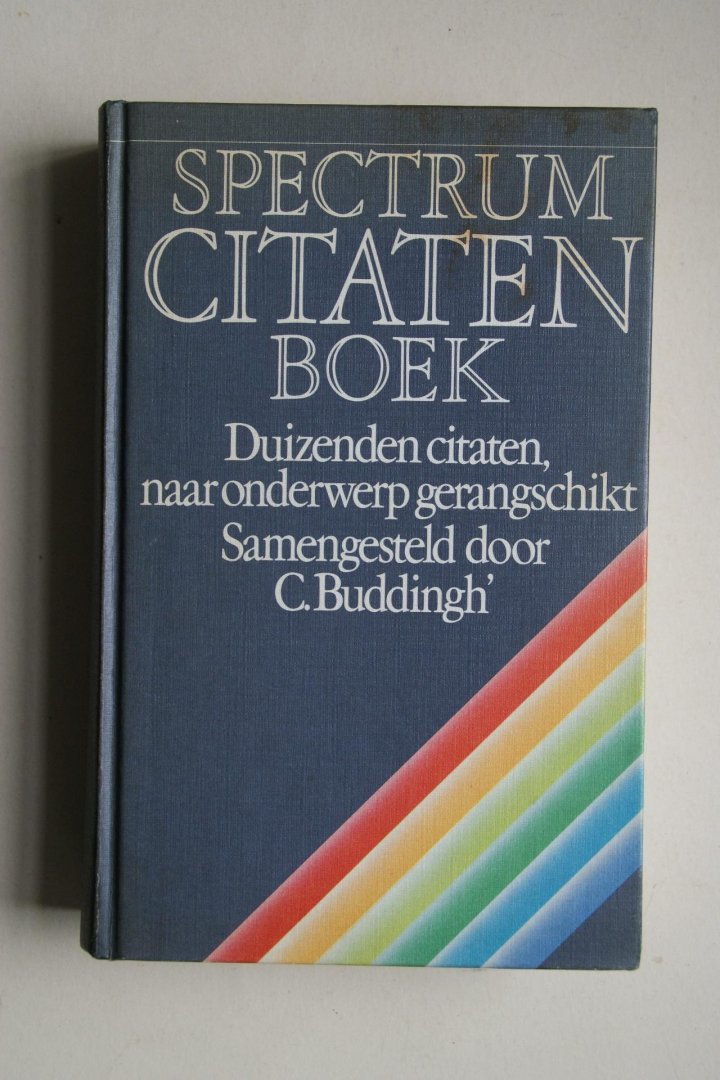 SPECTRUM
CITATEN
BOEK
Duizenden citaten,
naar onderwerp gerangschikt
Samengesteld door
C. Buddingh'